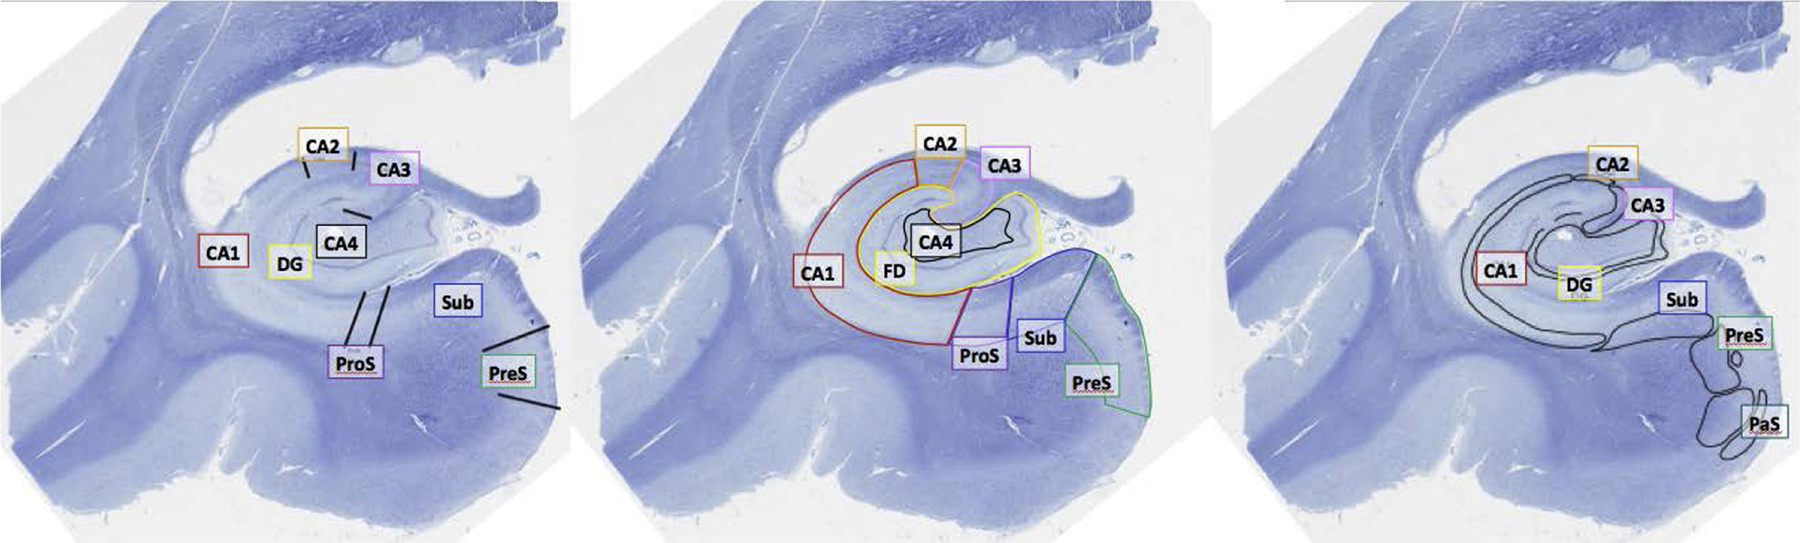 CA2
CA3
CA1
CA4
DG
Sub
ProS
PreS
CA2
CA3
CA4
CA1
FD
Sub
ProS
PreS
CA2
CA3
CA1
DG
Sub
PreS
PaS